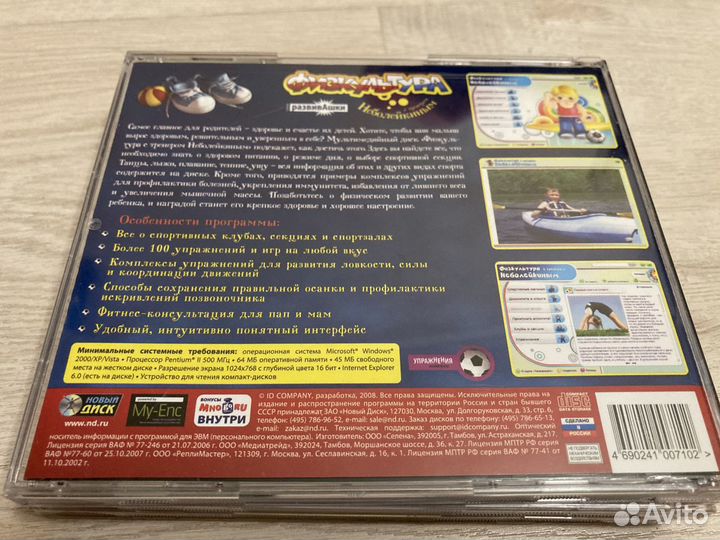 ФИЗКУЛЬТУРА
развивАшки
с тренером
Неболейкиным
Самое главное для родителей – здоровье и счастье их детей. Хотите, чтобы ваш малыш
вырос здоровым, решительным и уверенным в себе? Мультимедийный диск «Физкуль-
тура с тренером Неболейкиным» подскажет, как достичь этого! Здесь вы найдете все, что
необходимо знать о здоровом питании, о режиме дня, о выборе спортивной секции.
Танцы, лыжи, плавание, теннис, ушу – вся информация об этих и других видах спорта
содержится на диске. Кроме того, приводятся примеры комплексов упражнений
для профилактики болезней, укрепления иммунитета, избавления от лишнего веса
и увеличения мышечной массы. Позаботьтесь о физическом развитии вашего
ребенка, и наградой станет его крепкое здоровье и хорошее настроение.
Особенности программы:
Все о спортивных клубах, секциях и спортзалах
Более 100 упражнений и игр на любой вкус
Комплексы упражнений для развития ловкости, силы
и координации движений
Способы сохранения правильной осанки и профилактики
искривлений позвоночника
Фитнес-консультация для пап и мам
Удобный, интуитивно понятный интерфейс
Физкультура
Неболейкиным
УПРАЖНЕНИЯ
Минимальные системные требования: операционная система Microsoft® Windows®
2000/XP/Vista • Процессор Pentium® II 500 МГц • 64 МБ оперативной памяти • 45 МБ свободного
места на жестком диске • Разрешение экрана 1024x768 с глубиной цвета 16 бит • Internet Explorer
6.0 (есть на диске) • Устройство для чтения компакт-дисков
НОВЫЙ ДИСК
www.nd.ru
powered by
My-Enc
БОНУСЫ
MNOGO.RU
ВНУТРИ
© ID COMPANY, разработка, 2008. Все права защищены. Исключительные права на
издание и распространение программы на территории России и стран бывшего
СССР принадлежат ЗАО «Новый Диск», 127030, Москва, ул. Долгоруковская, д. 33, стр. 6,
телефон: (495) 786-96-52, e-mail: sale@nd.ru. Заказ дисков по телефону (495) 785-65-13,
e-mail: zakaz@nd.ru. Техническая поддержка: support@idcompany.ru. Оптический
носитель информации с программой для ЭВМ (персонального компьютера). Изготовитель: ООО «Селена», 392005, г. Тамбов, ул. Астраханская, д. 217.
Лицензия серия ВАФ № 77-246 от 21.07.2006 г. ООО «Медиатрейд», 394024, Тамбов, Моршанское шоссе, д. 36, к. 27. Лицензия МПТР РФ серия
ВАФ №77-60 от 25.10.2007 г. ООО «РеплиМастер», 121309, г. Москва, ул. Сеславинская, д. 16, к. 1. Лицензия МПТР РФ серии ВАФ № 77-41 от
11.10.2002 г.
COMPACT
disc
DATA STORAGE
СДЕЛАНО
В
РОССИИ
НЕ ПОДВЕРГАТЬ
МЕХАНИЧЕСКИМ
ВОЗДЕЙСТВИЯМ
4 690241 007102 >
Avito